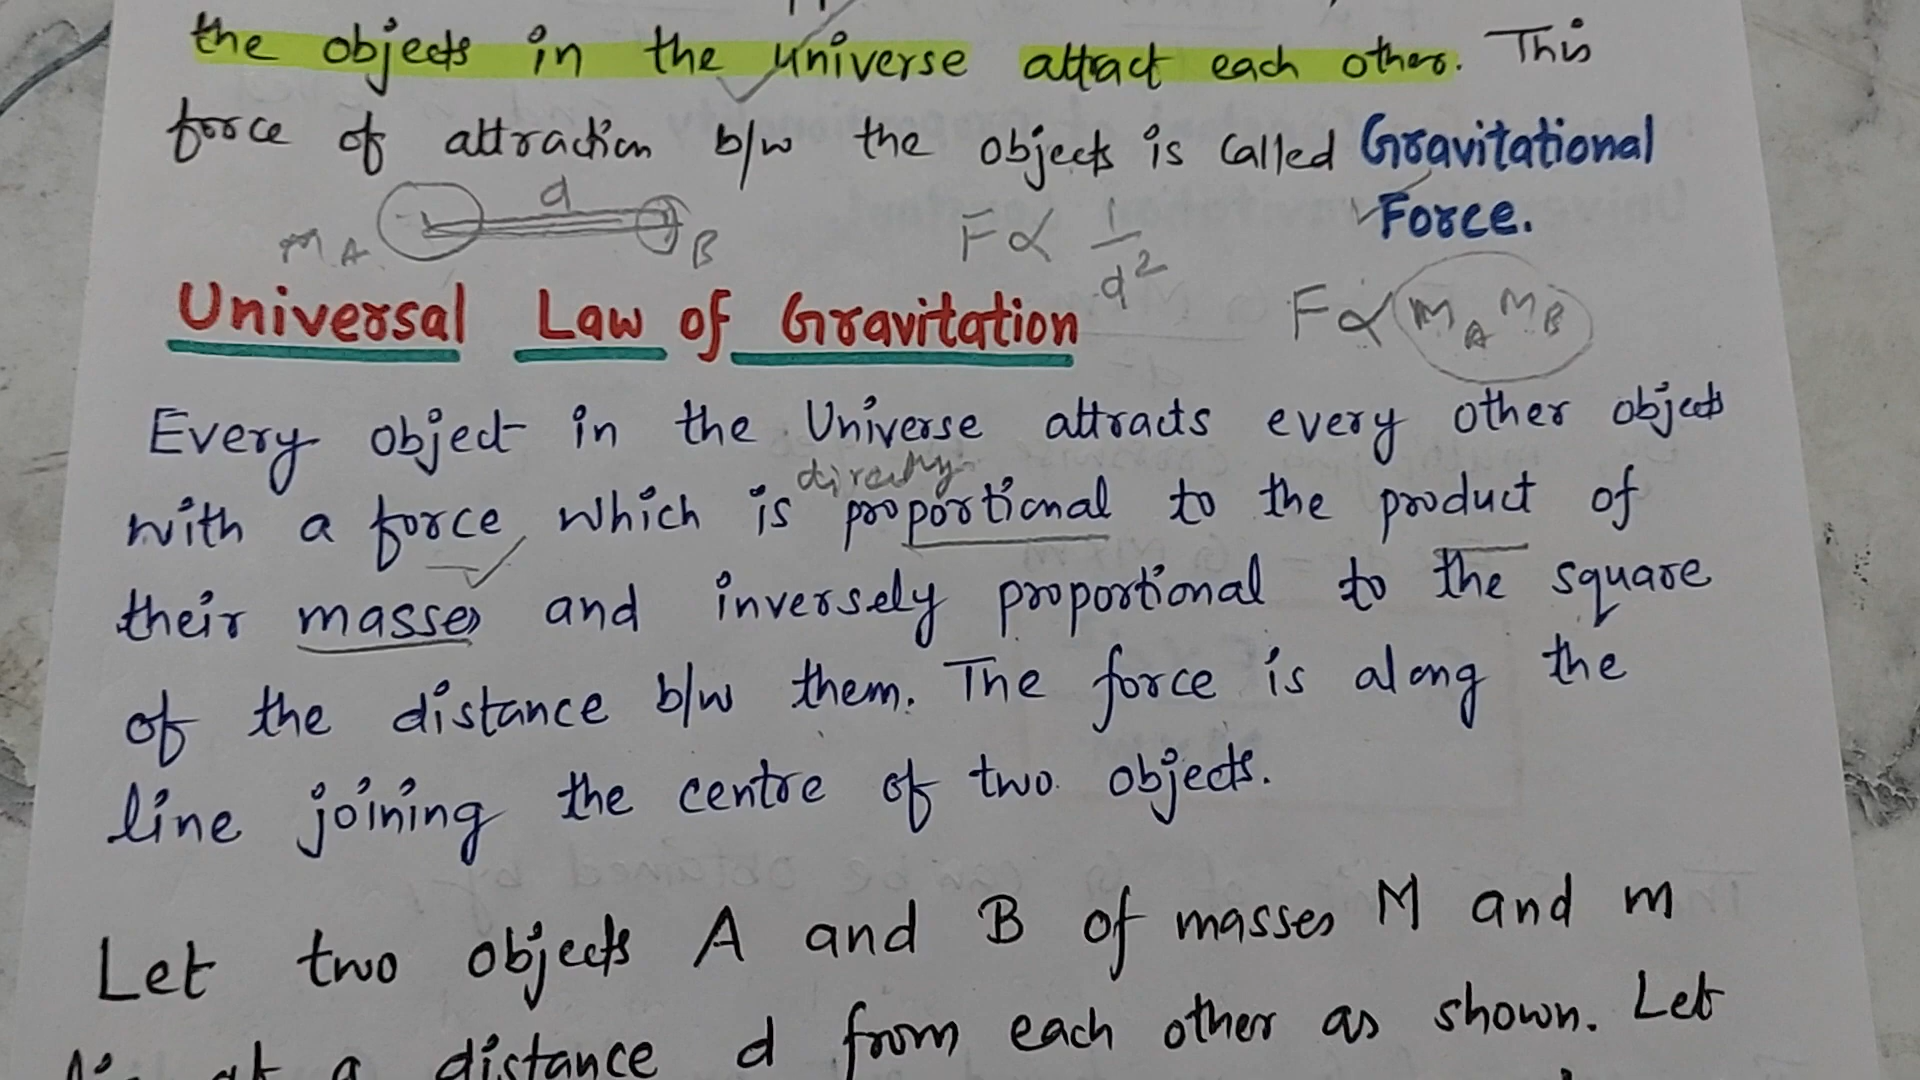 the objects in the universe attract each others. This
force of attraction b/w the objects is called Gravitational
Force.
d
M A B
F ∝ 1/d²
F ∝ M_A M_B
Universal Law of Gravitation
Every object in the Universe attracts every other object
directly
with a force which is proportional to the product of
their masses and inversely proportional to the square
of the distance b/w them. The force is along the
line joining the centre of two objects.
Let two objects A and B of masses M and m
at a distance d from each other as shown. Let